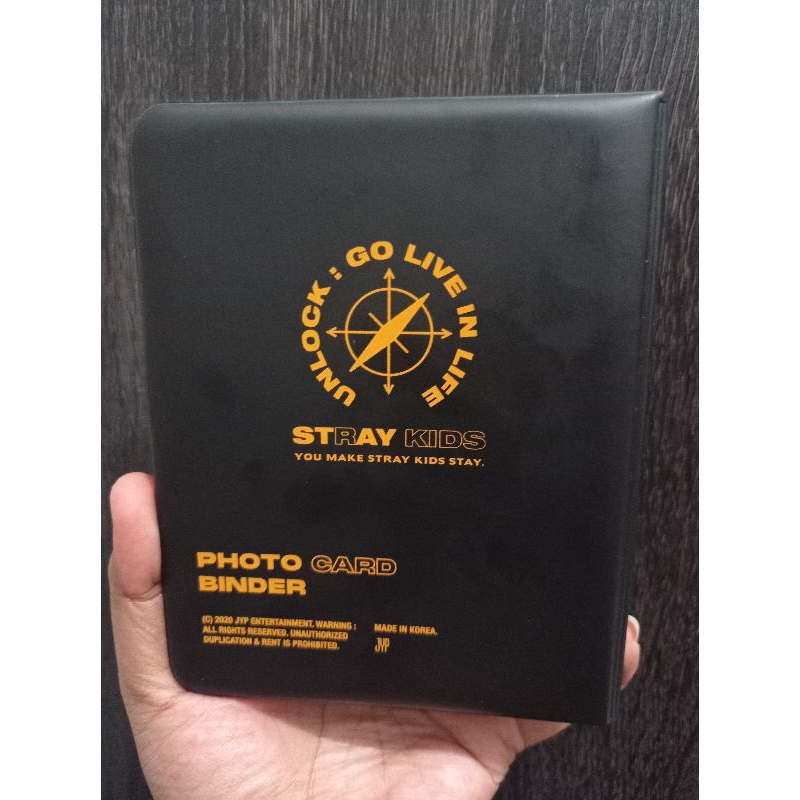 UNLOCK : GO LIVE IN LIFE
STRAY KIDS
YOU MAKE STRAY KIDS STAY.
PHOTO CARD
BINDER
(C) 2020 JYP ENTERTAINMENT. WARNING :
ALL RIGHTS RESERVED. UNAUTHORIZED
DUPLICATION & RENT IS PROHIBITED.
MADE IN KOREA.
JYP